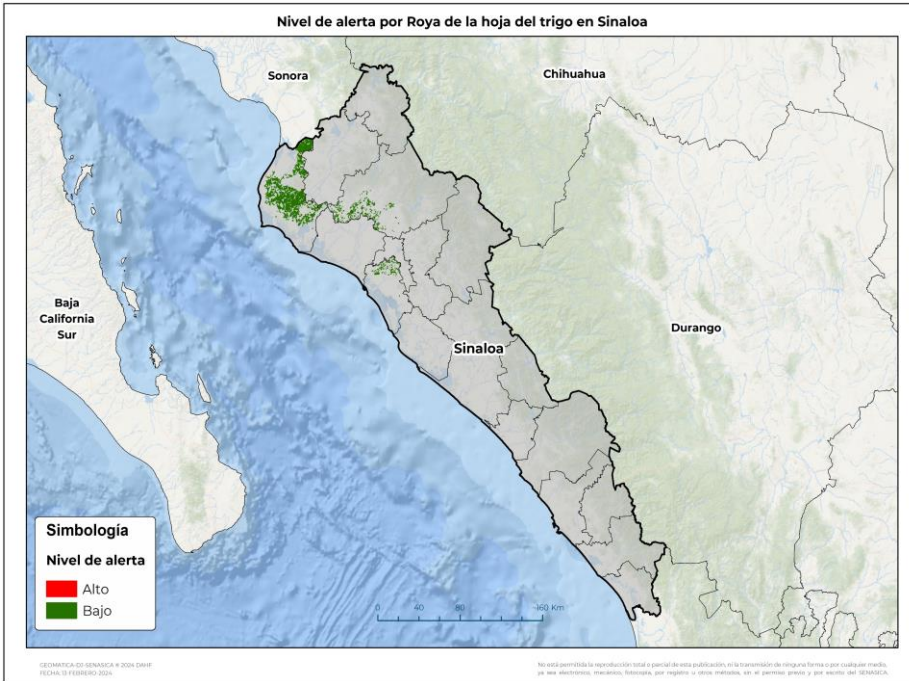 Nivel de alerta por Roya de la hoja del trigo en Sinaloa
Sonora
Chihuahua
Baja
California
Sur
Durango
Sinaloa
Simbología
Nivel de alerta
Alto
Bajo
0 40 80 160 Km
GEOMATICA-DJ-SENASICA # 2024 DAHF
FECHA: 13 FEBRERO 2024
No está permitida la reproducción total o parcial de esta publicación, ni la transmisión de ninguna forma o por cualquier medio,
ya sea electrónico, mecánico, fotocopia, por registro u otros métodos, sin el permiso previo y por escrito del SENASICA.